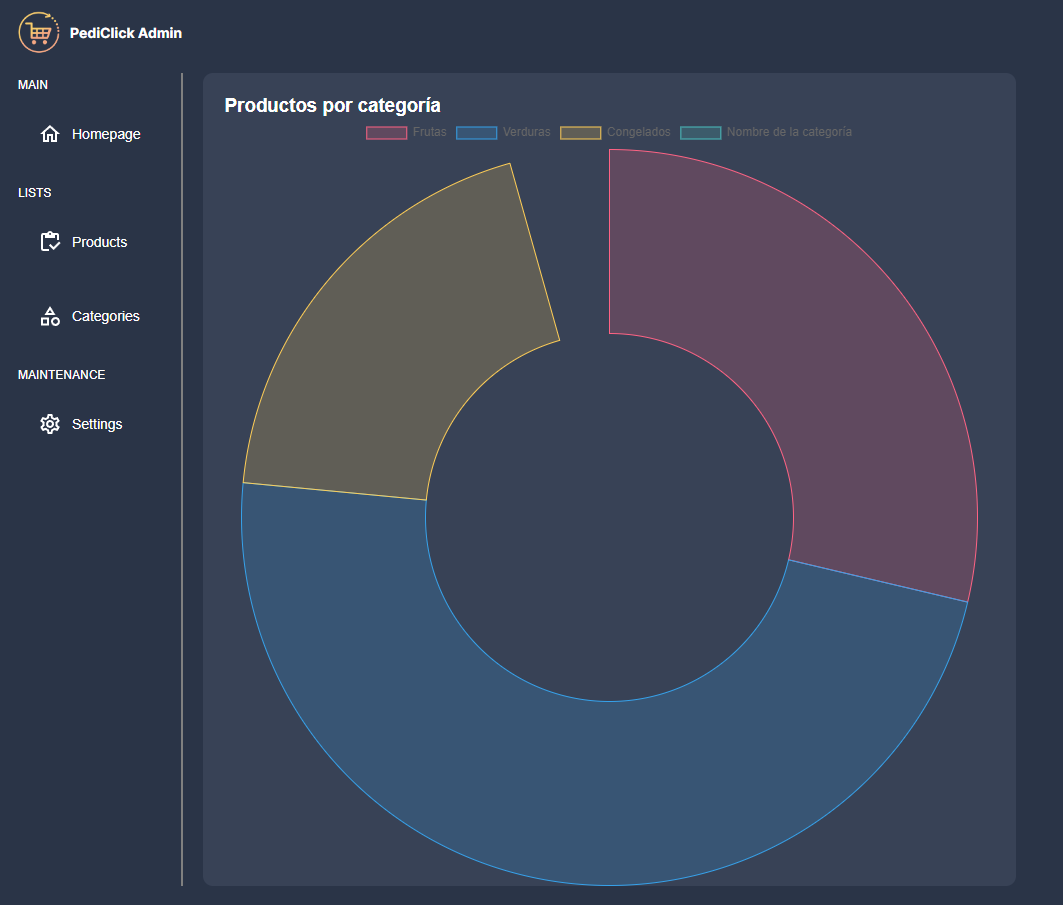 PediClick Admin
MAIN
Homepage
LISTS
Products
Categories
MAINTENANCE
Settings
Productos por categoría
Frutas Verduras Congelados Nombre de la categoría